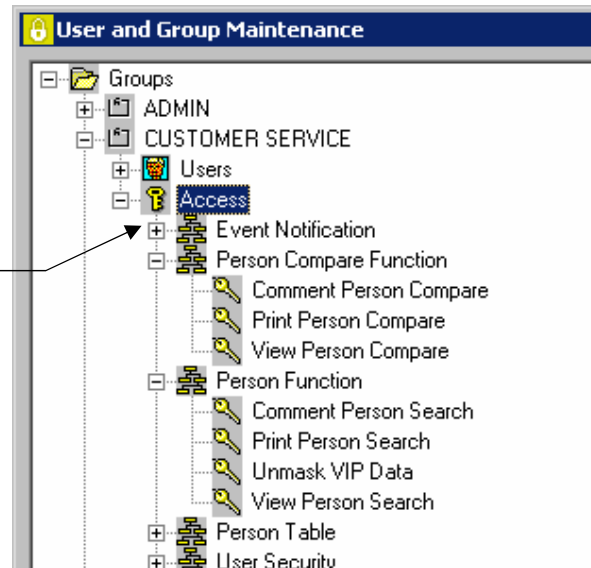 User and Group Maintenance
Groups
ADMIN
CUSTOMER SERVICE
Users
Access
Event Notification
Person Compare Function
Comment Person Compare
Print Person Compare
View Person Compare
Person Function
Comment Person Search
Print Person Search
Unmask VIP Data
View Person Search
Person Table
User Security